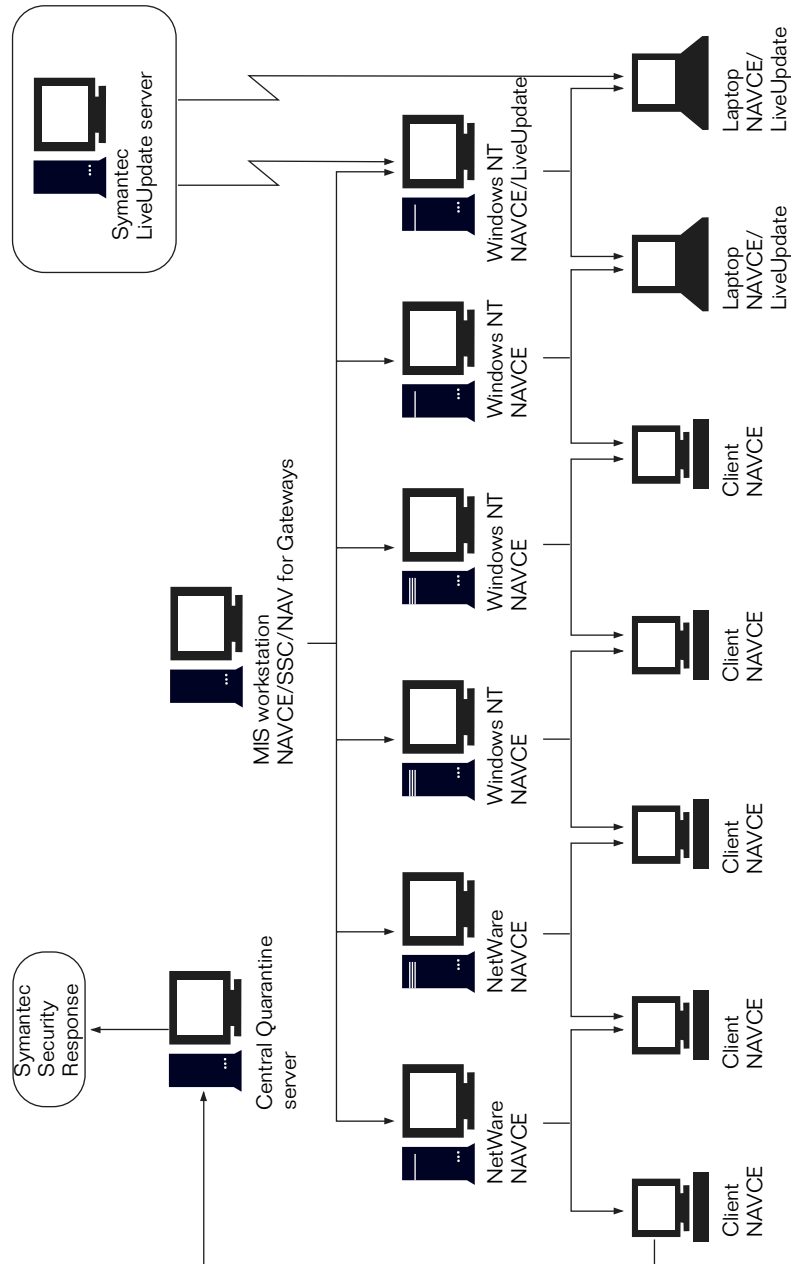 Symantec
Security
Response
Symantec
LiveUpdate server
Central Quarantine
server
MIS workstation
NAVCE/SSC/NAV for Gateways
NetWare
NAVCE
NetWare
NAVCE
Windows NT
NAVCE
Windows NT
NAVCE
Windows NT
NAVCE
Windows NT
NAVCE/LiveUpdate
Client
NAVCE
Client
NAVCE
Client
NAVCE
Client
NAVCE
Client
NAVCE
Laptop
NAVCE/
LiveUpdate
Laptop
NAVCE/
LiveUpdate